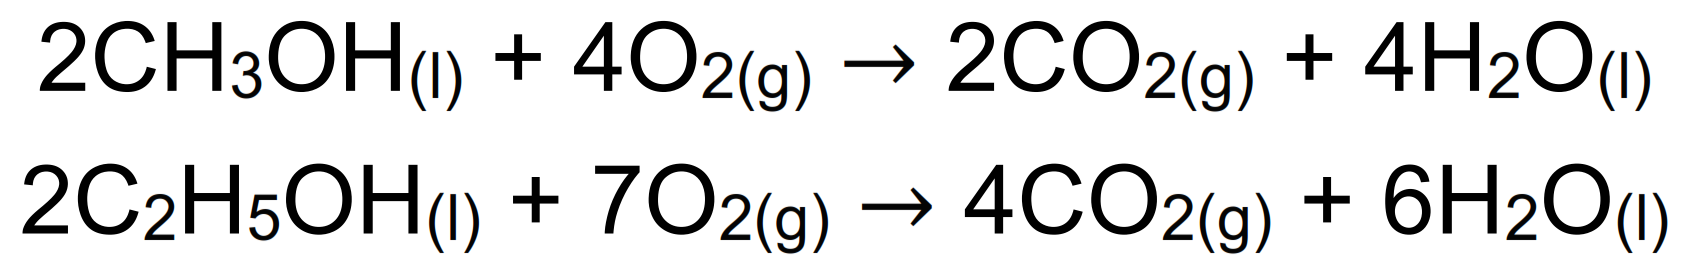 2CH₃OH₍ₗ₎ + 4O₂₍g₎ → 2CO₂₍g₎ + 4H₂O₍ₗ₎
2C₂H₅OH₍ₗ₎ + 7O₂₍g₎ → 4CO₂₍g₎ + 6H₂O₍ₗ₎